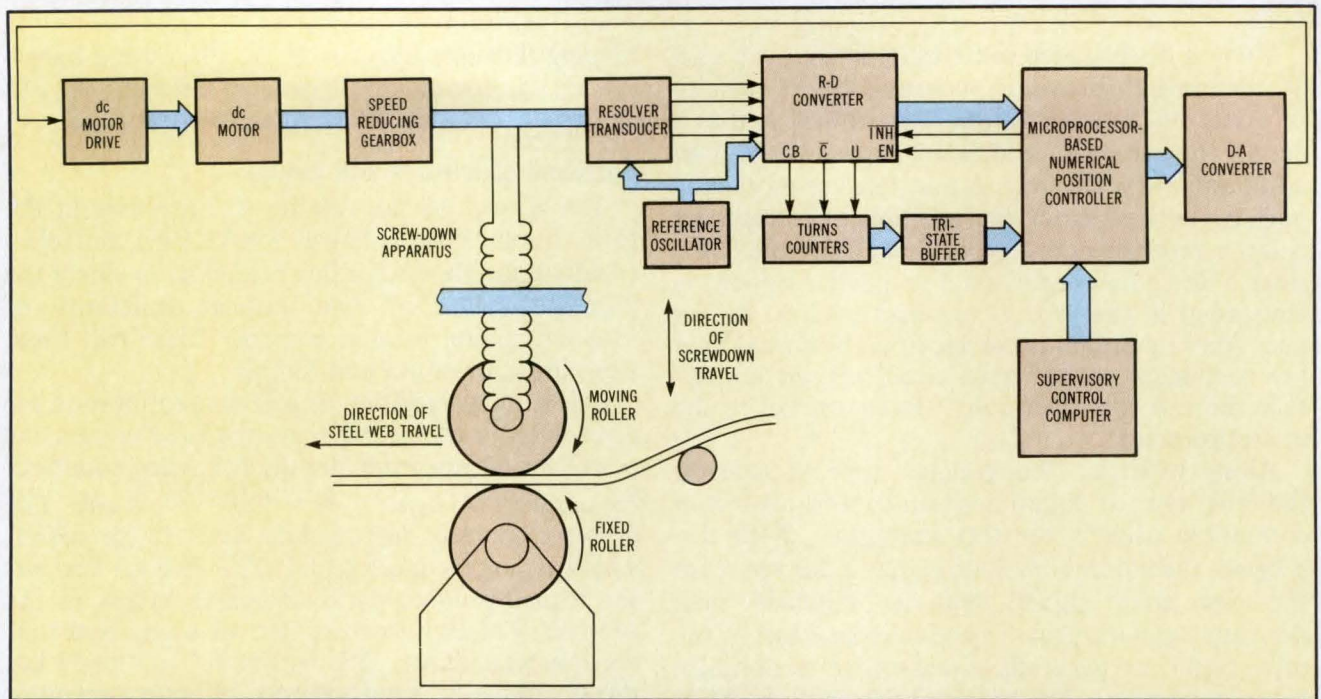 dc
MOTOR
DRIVE
dc
MOTOR
SPEED
REDUCING
GEARBOX
RESOLVER
TRANSDUCER
R-D
CONVERTER
I̅N̅H̅
CB C̅ U EN
MICROPROCESSOR-
BASED
NUMERICAL
POSITION
CONTROLLER
D-A
CONVERTER
REFERENCE
OSCILLATOR
TURNS
COUNTERS
TRI-
STATE
BUFFER
SCREW-DOWN
APPARATUS
DIRECTION
OF
SCREWDOWN
TRAVEL
SUPERVISORY
CONTROL
COMPUTER
DIRECTION OF
STEEL WEB TRAVEL
MOVING
ROLLER
FIXED
ROLLER